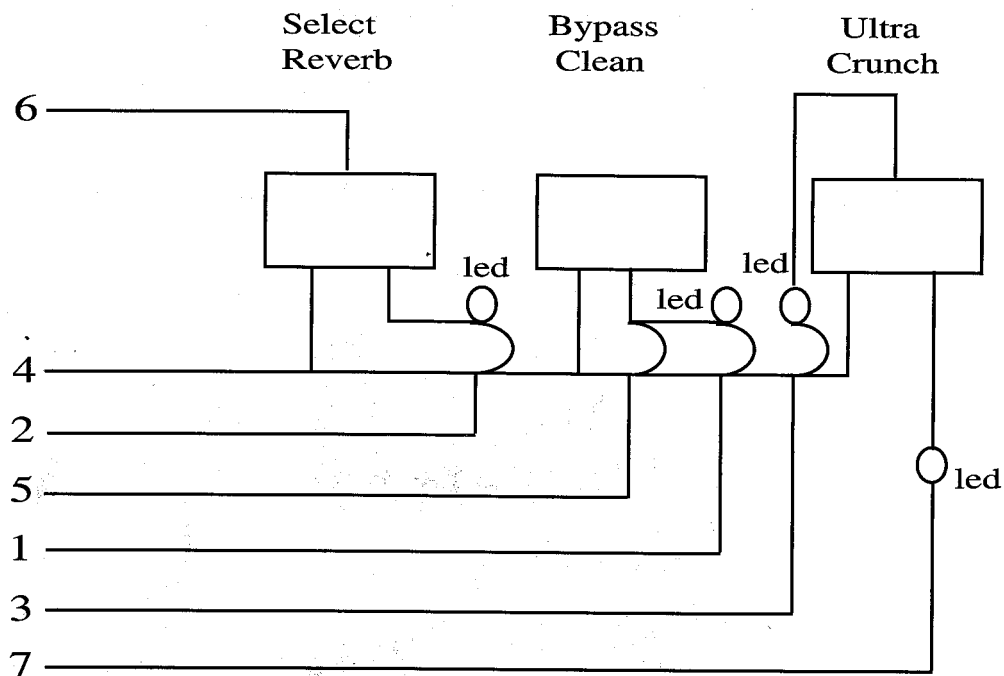 Select
Reverb
Bypass
Clean
Ultra
Crunch
6
led
led
led
4
2
5
led
1
3
7